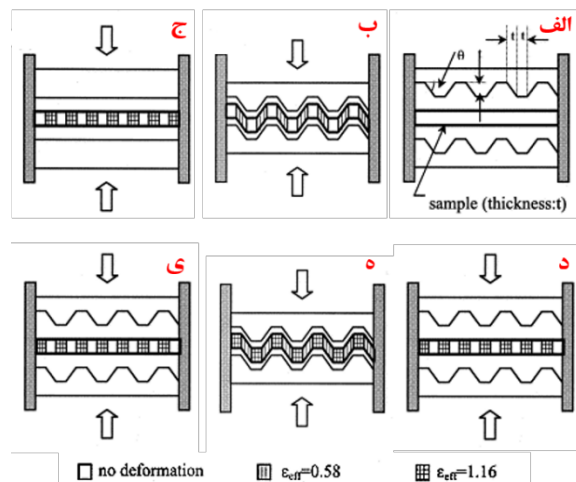 الف
ب
ج
t t
θ
sample (thickness:t)
د
ه
ی
no deformation
εeff=0.58
εeff=1.16